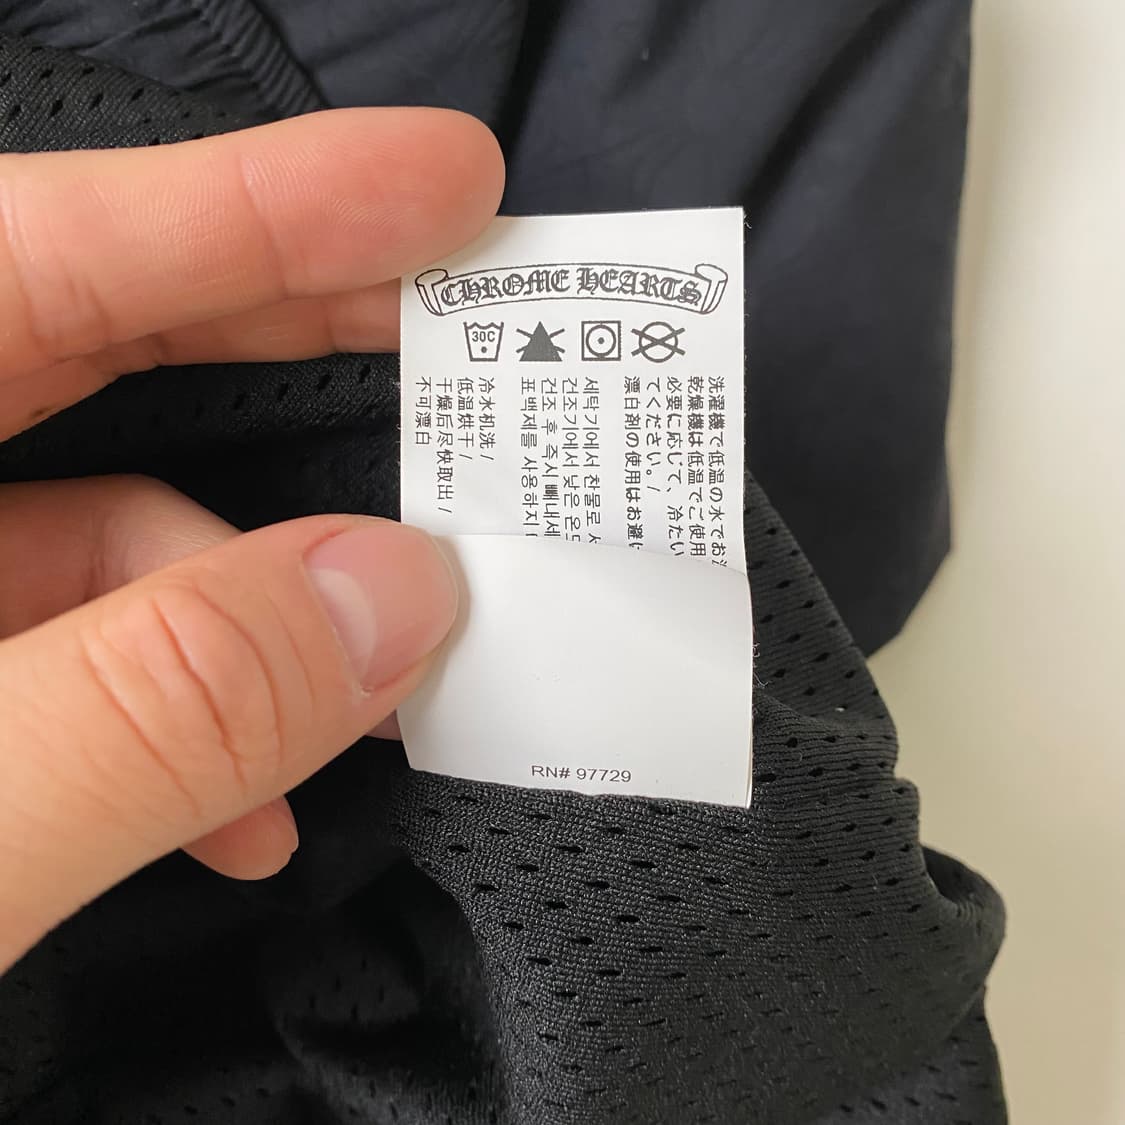 CHROME HEARTS
30C
洗濯機で低温の水でお
乾燥機は低温でご使用
必要に応じて、冷たい
てください。/
漂白剤の使用はお避
세탁기에서 찬물로
건조기에서 낮은
건조 후 즉시
표백제를 사용하지
冷水机洗 /
低温烘干 /
干燥后尽快取出 /
不可漂白
RN# 97729